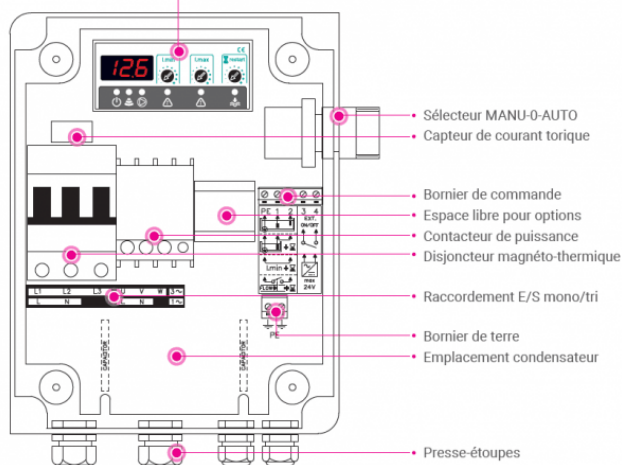 CE
12.6
Lmin
Lmax
restart
Sélecteur MANU-0-AUTO
Capteur de courant torique
Bornier de commande
PE 1 2 3 4
Espace libre pour options
EXT.
ON/OFF
Contacteur de puissance
Disjoncteur magnéto-thermique
Lmin
max
24V
L1 L2 L3 U V W 3~
L N L N 1~
Raccordement E/S mono/tri
Bornier de terre
PE
Emplacement condensateur
Presse-étoupes